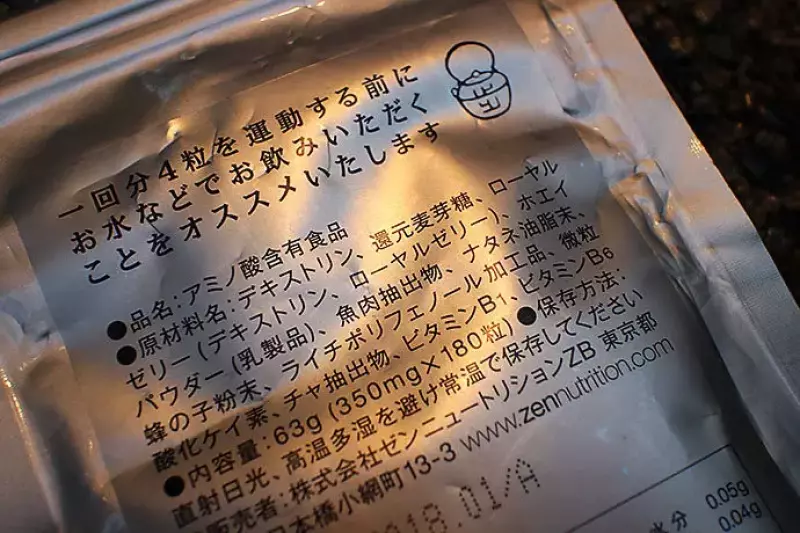 一回分4粒を運動する前に
お水などでお飲みいただく
ことをオススメいたします
●品名：アミノ酸含有食品
●原材料名：デキストリン、還元麦芽糖、ローヤル
ゼリー(デキストリン、ローヤルゼリー)、ホエイ
パウダー(乳製品)、魚肉抽出物、ナタネ油脂末、
蜂の子粉末、ライチポリフェノール加工品、微粒
酸化ケイ素、チャ抽出物、ビタミンB1、ビタミンB6
●内容量：63g (350mg×180粒) ●保存方法：
直射日光、高温多湿を避け常温で保存してください
販売者：株式会社ゼンニュートリションZB 東京都
日本橋小網町13-3 www.zennutrition.com
2018.01/A
水分 0.05g
0.04g